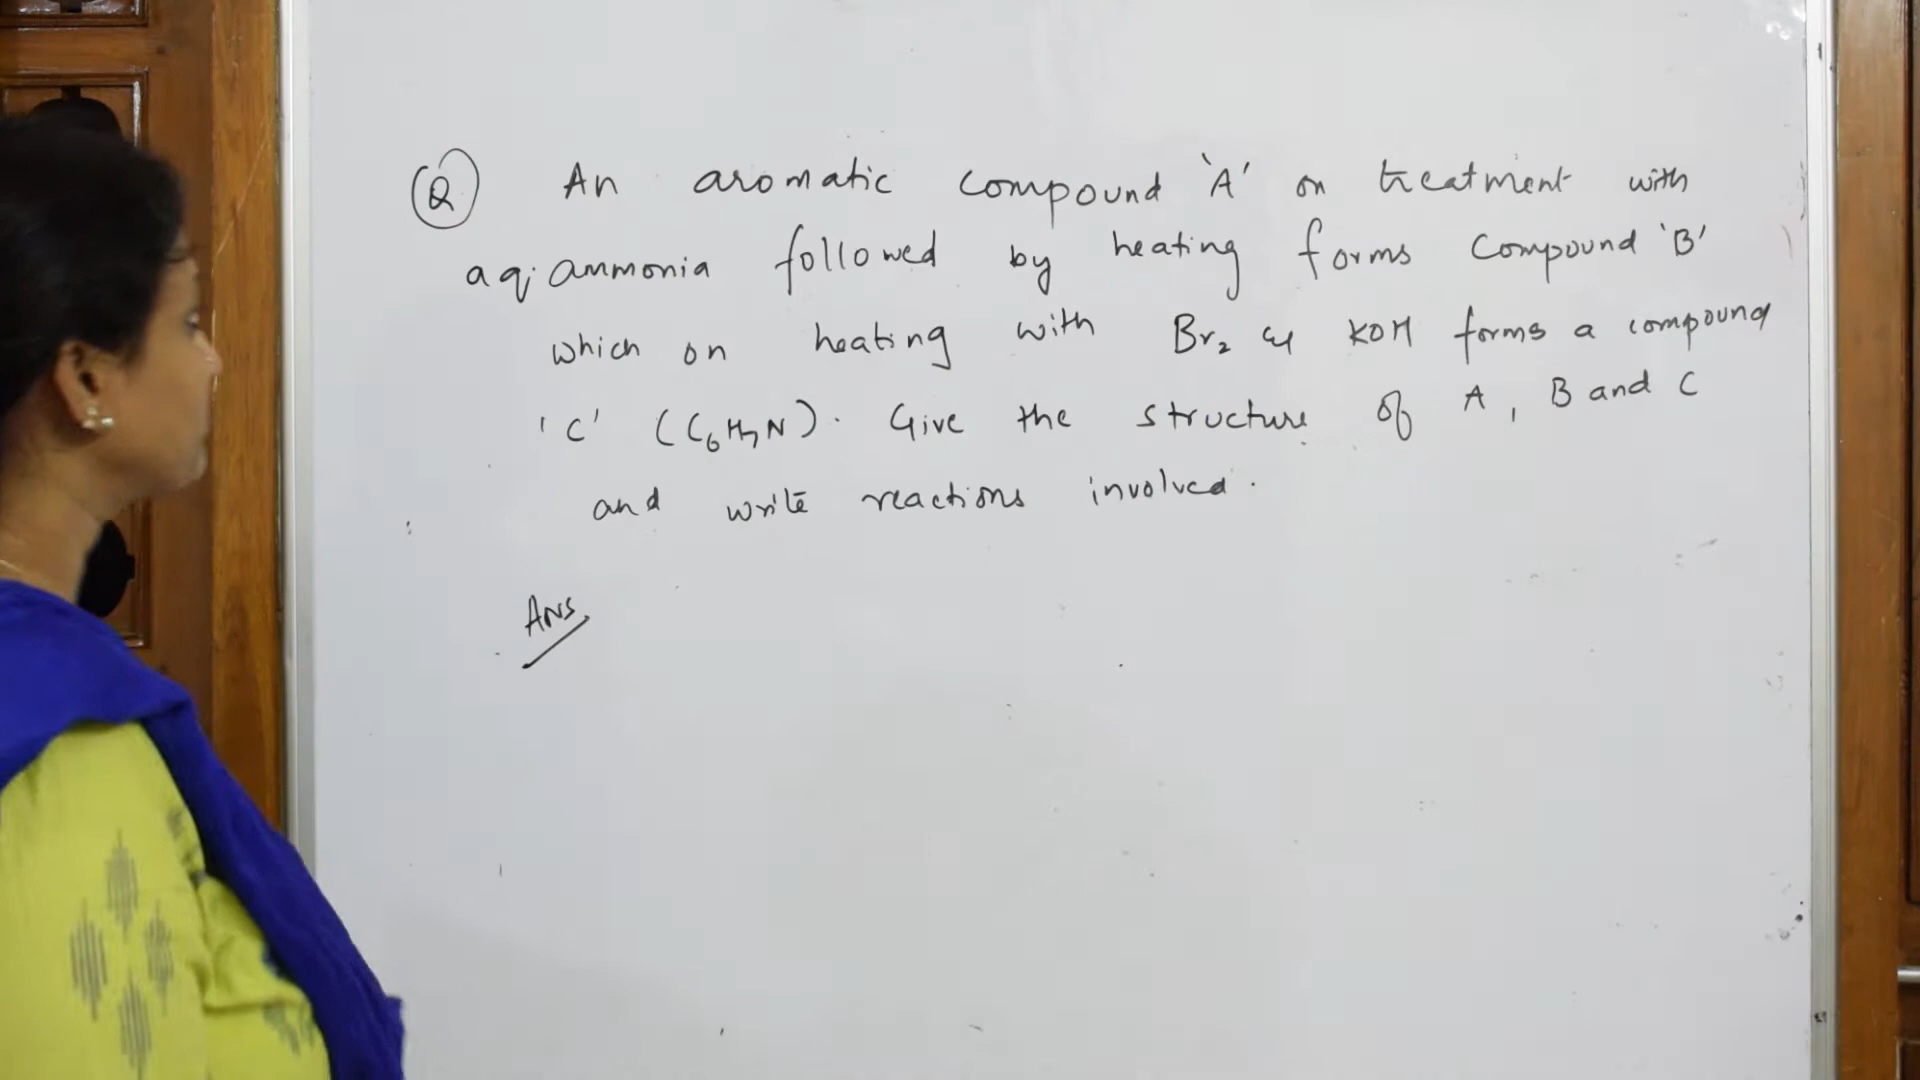 Q An aromatic compound 'A' on treatment with
aq. ammonia followed by heating forms Compound 'B'
which on heating with Br₂ & KOH forms a compound
'C' (C₆H₇N). Give the structure of A, B and C
and write reactions involved.
Ans